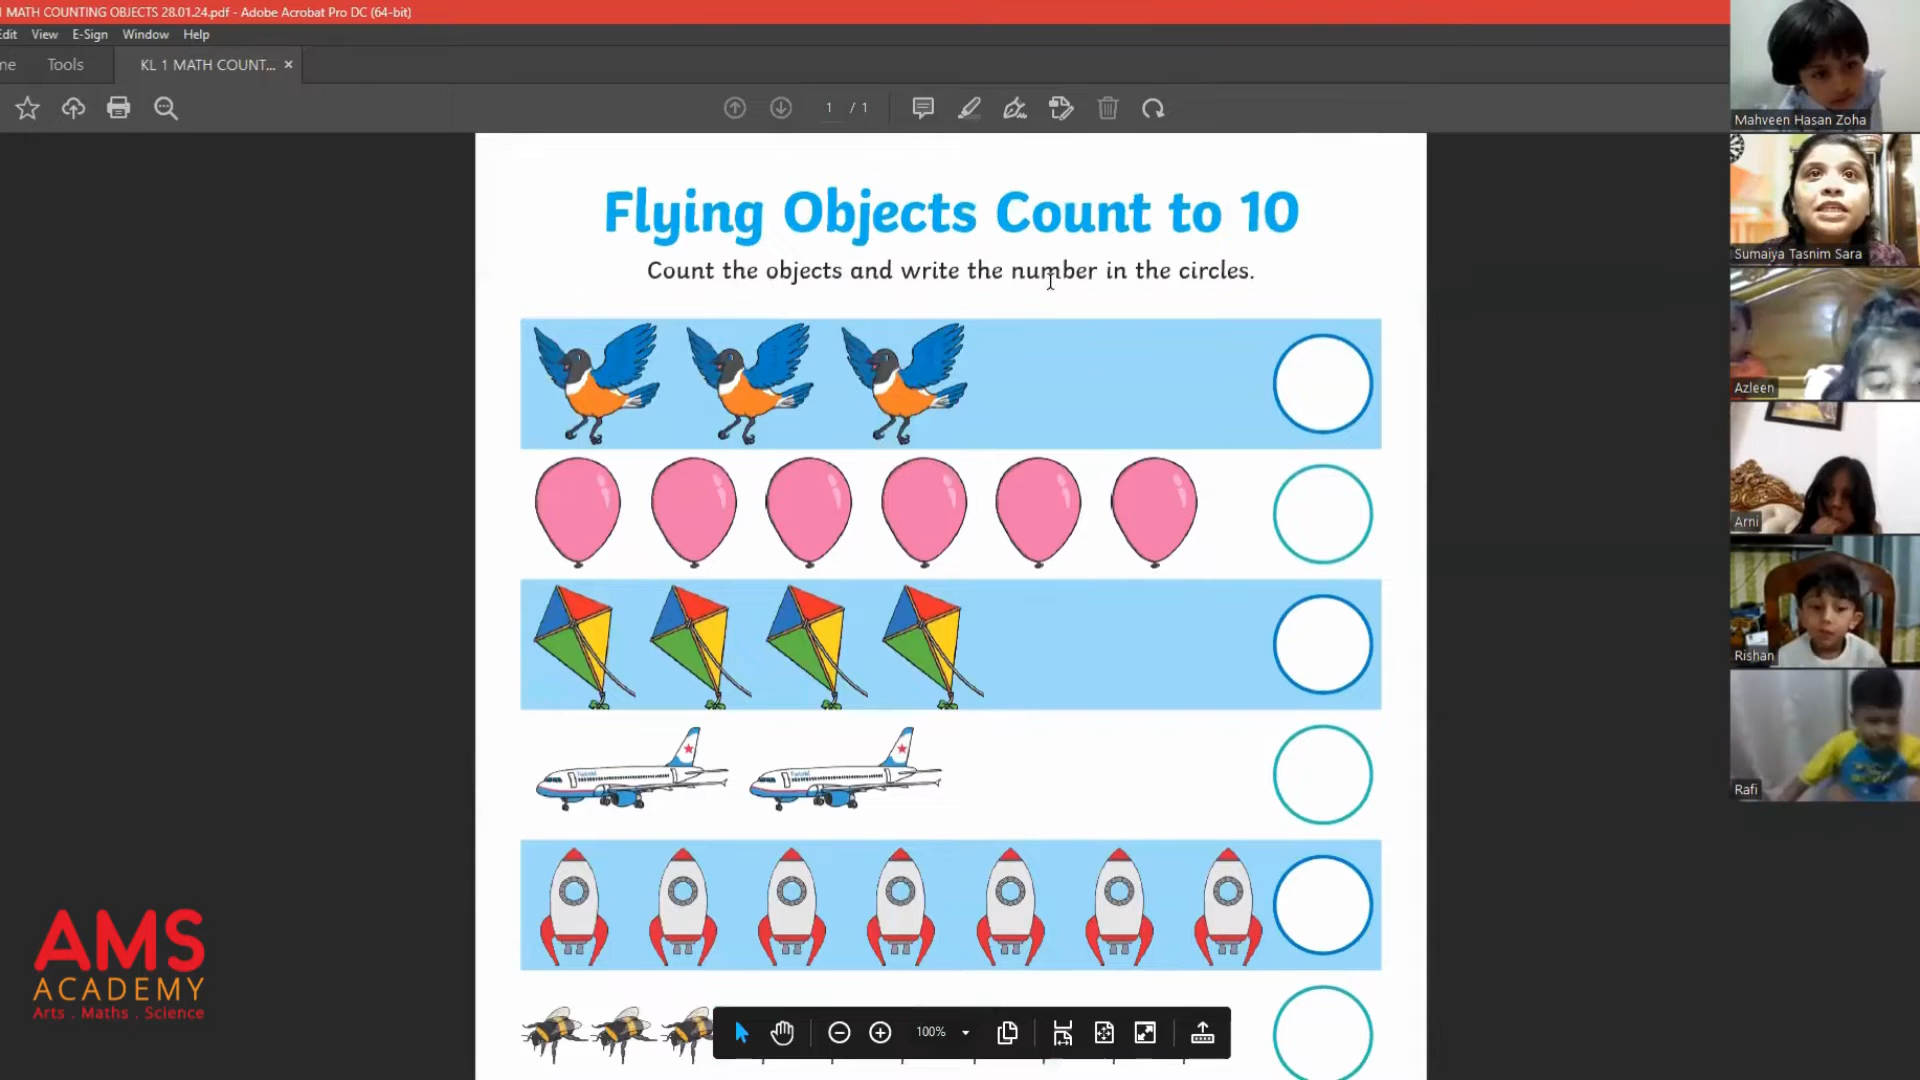 1 MATH COUNTING OBJECTS 28.01.24.pdf - Adobe Acrobat Pro DC (64-bit)
Edit View E-Sign Window Help
me Tools KL 1 MATH COUNT... ×
1 / 1
Flying Objects Count to 10
Count the objects and write the number in the circles.
100%
AMS
ACADEMY
Arts . Maths . Science
Mahveen Hasan Zoha
Sumaiya Tasnim Sara
Azleen
Arni
Rishan
Rafi